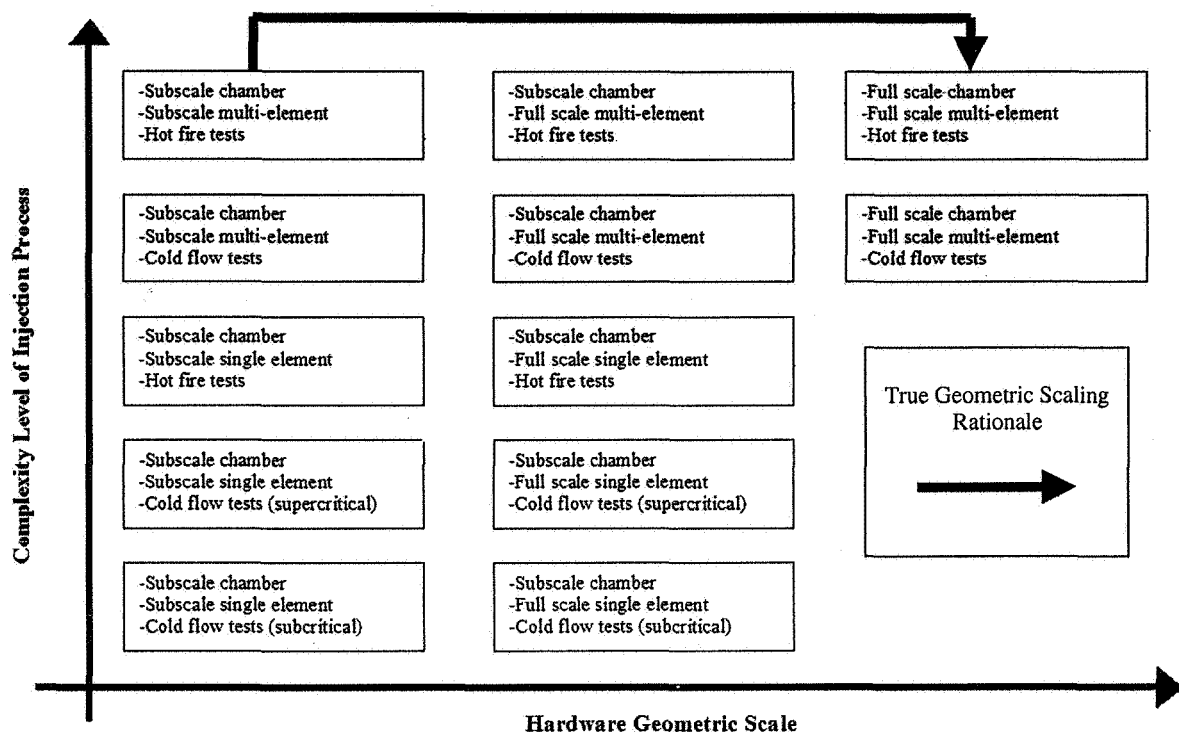 Complexity Level of Injection Process
-Subscale chamber
-Subscale multi-element
-Hot fire tests
-Subscale chamber
-Full scale multi-element
-Hot fire tests
-Full scale chamber
-Full scale multi-element
-Hot fire tests
-Subscale chamber
-Subscale multi-element
-Cold flow tests
-Subscale chamber
-Full scale multi-element
-Cold flow tests
-Full scale chamber
-Full scale multi-element
-Cold flow tests
-Subscale chamber
-Subscale single element
-Hot fire tests
-Subscale chamber
-Full scale single element
-Hot fire tests
True Geometric Scaling
Rationale
-Subscale chamber
-Subscale single element
-Cold flow tests (supercritical)
-Subscale chamber
-Full scale single element
-Cold flow tests (supercritical)
-Subscale chamber
-Subscale single element
-Cold flow tests (subcritical)
-Subscale chamber
-Full scale single element
-Cold flow tests (subcritical)
Hardware Geometric Scale